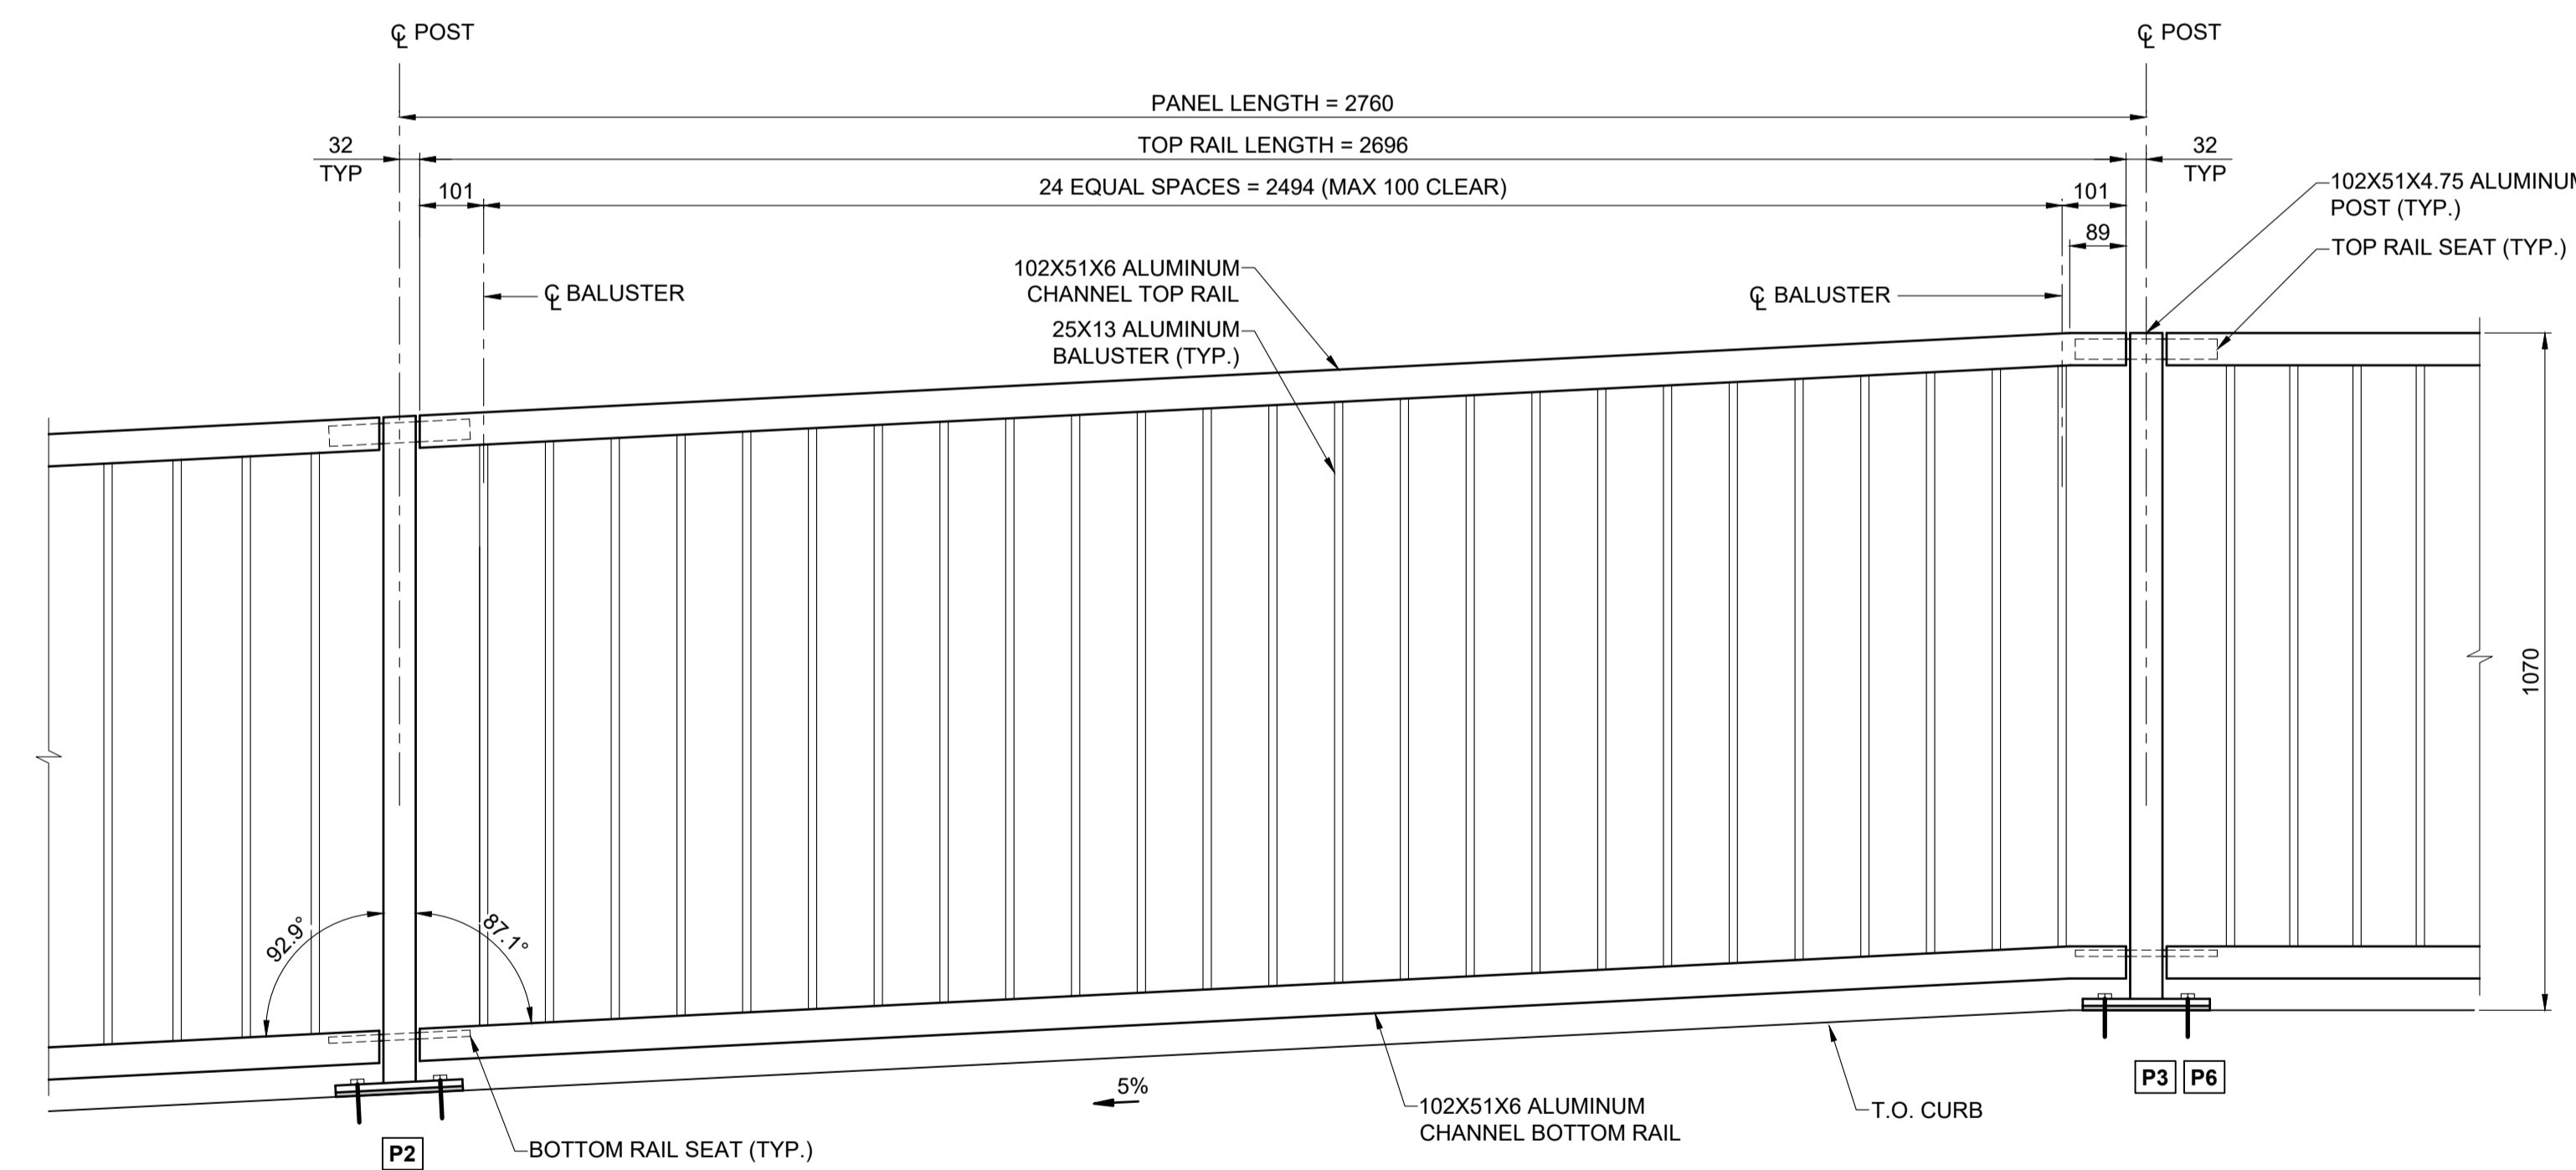 ℄ POST
℄ POST
PANEL LENGTH = 2760
32
TYP
TOP RAIL LENGTH = 2696
32
TYP
101
24 EQUAL SPACES = 2494 (MAX 100 CLEAR)
101
102X51X4.75 ALUMINUM
POST (TYP.)
89
TOP RAIL SEAT (TYP.)
102X51X6 ALUMINUM
CHANNEL TOP RAIL
℄ BALUSTER
℄ BALUSTER
25X13 ALUMINUM
BALUSTER (TYP.)
1070
92.9°
87.1°
5%
P3 P6
102X51X6 ALUMINUM
CHANNEL BOTTOM RAIL
T.O. CURB
P2
BOTTOM RAIL SEAT (TYP.)